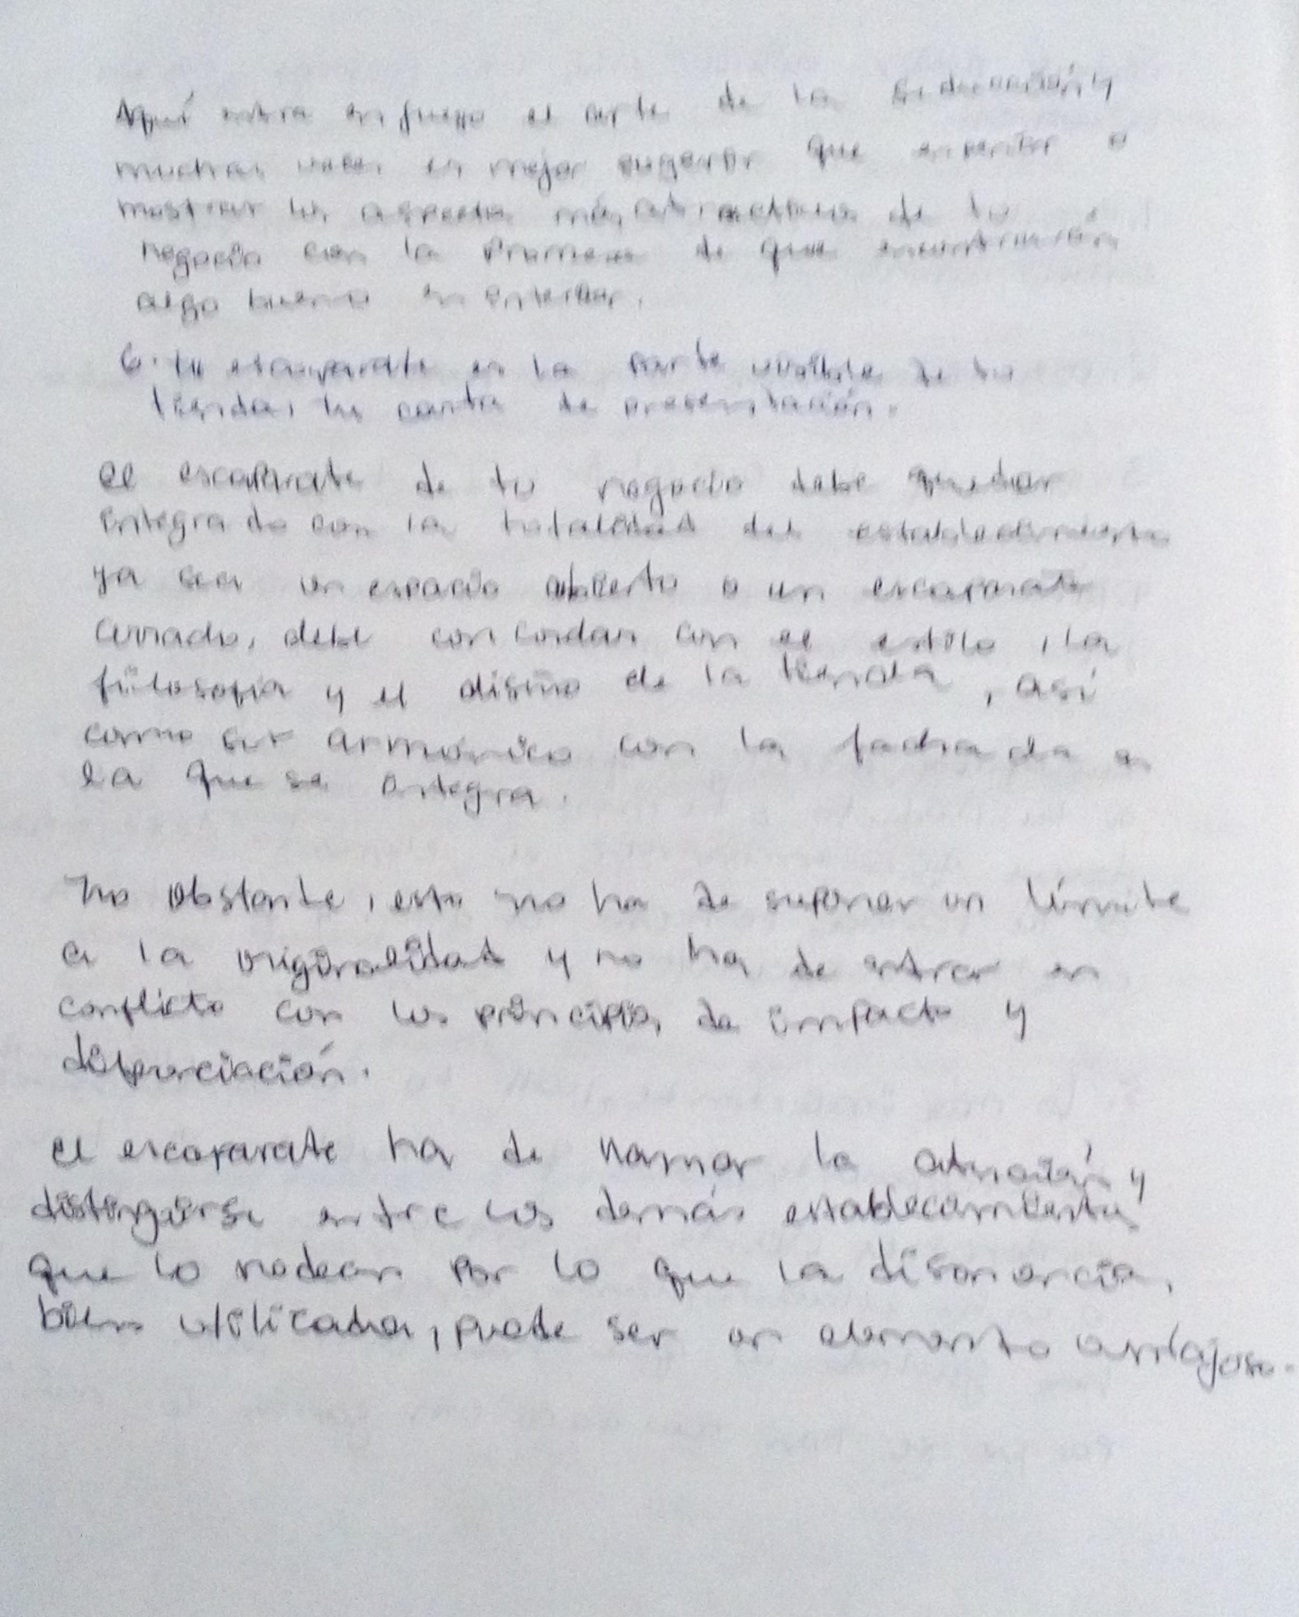 Aquí entra en juego el arte de la seducción y
muchas veces es mejor sugerir que enseñar o
mostrar los aspectos más atractivos de tu
negocio con la promesa de que encontrarán
algo bueno en interior.
6. tu escaparate es la parte visible de tu
tienda, tu carta de presentación.
el escaparate de tu negocio debe quedar
integrado con la totalidad del establecimiento
ya sea un espacio abierto o un escaparate
cerrado, debe concordar con el estilo, la
filosofía y el diseño de la tienda, así
como ser armónico con la fachada en
la que se integra.
No obstante, esto no ha de suponer un límite
a la originalidad y no ha de entrar en
conflicto con los principios de impacto y
el escaparate ha de llamar la atención y
distinguirse entre los demás establecimientos
que lo rodean por lo que la disonancia,
bien utilizada, puede ser un elemento